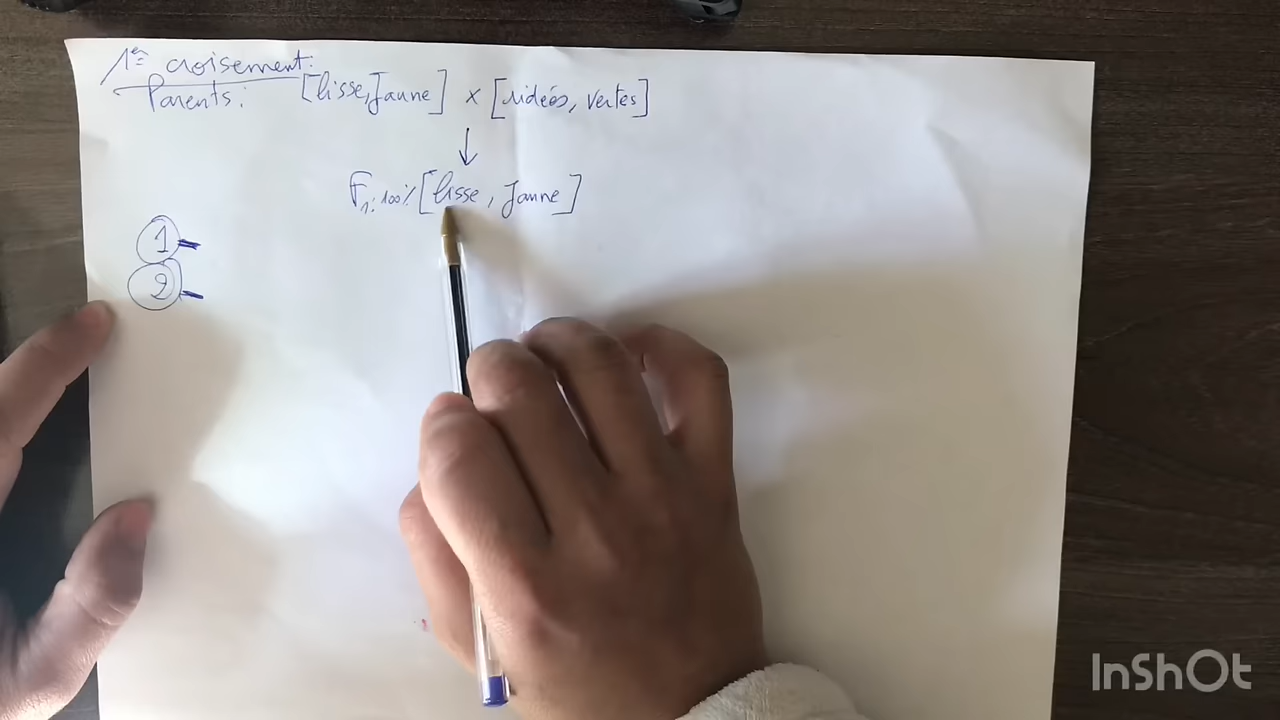 1er croisement:
Parents: [lisse, Jaune] x [ridées, vertes]
↓
F1: 100% [lisse, Jaune]
1 -
2 -
InShOt